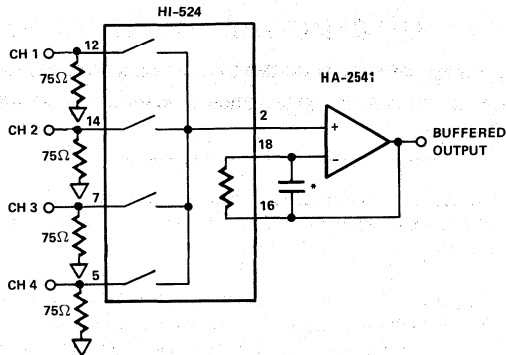 HI-524
CH 1
12
75Ω
HA-2541
CH 2
14
75Ω
2
+
BUFFERED
OUTPUT
18
-
*
CH 3
7
75Ω
16
CH 4
5
75Ω